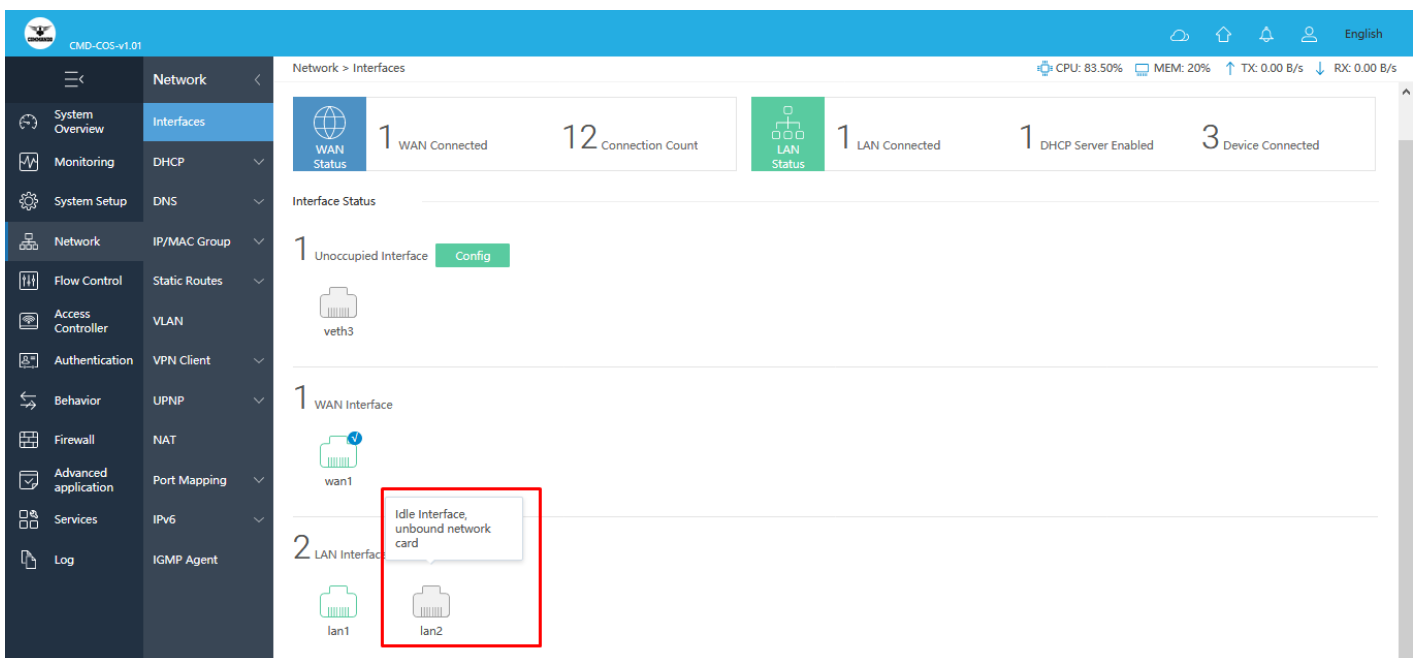 COMMANDO
CMD-COS-v1.01
English
Network
Network > Interfaces
CPU: 83.50%
MEM: 20%
TX: 0.00 B/s
RX: 0.00 B/s
System
Overview
Monitoring
System Setup
Network
Flow Control
Access
Controller
Authentication
Behavior
Firewall
Advanced
application
Services
Log
Interfaces
DHCP
DNS
IP/MAC Group
Static Routes
VLAN
VPN Client
UPNP
NAT
Port Mapping
IPv6
IGMP Agent
WAN
Status
1 WAN Connected
12 Connection Count
LAN
Status
1 LAN Connected
1 DHCP Server Enabled
3 Device Connected
Interface Status
1 Unoccupied Interface
Config
veth3
1 WAN Interface
wan1
Idle Interface,
unbound network
card
2 LAN Interfac
lan1
lan2